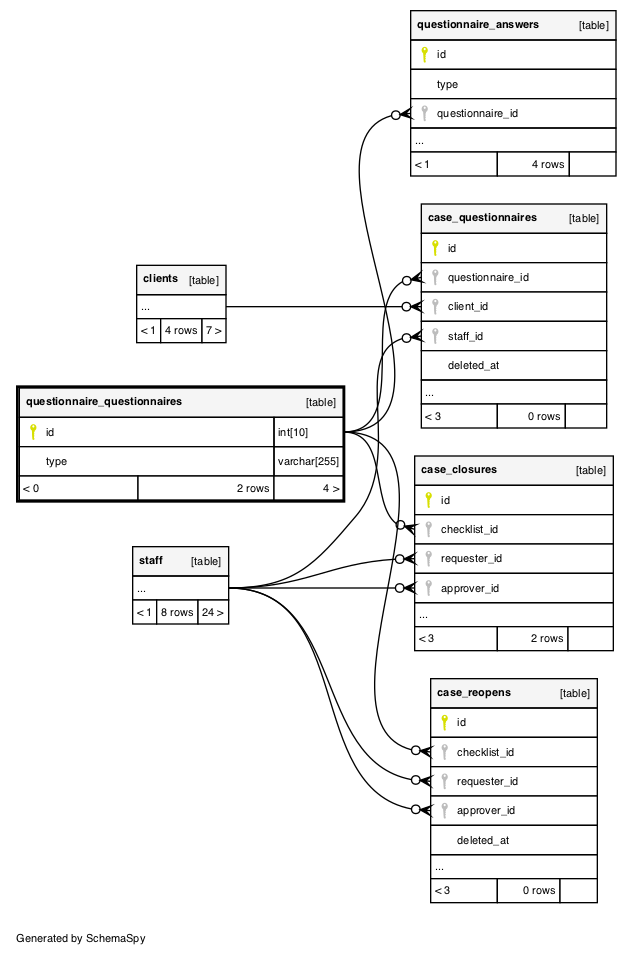 questionnaire_answers [table]
id
type
questionnaire_id
...
< 1 4 rows
case_questionnaires [table]
id
questionnaire_id
client_id
staff_id
deleted_at
...
< 3 0 rows
clients [table]
...
< 1 4 rows 7 >
questionnaire_questionnaires [table]
id int[10]
type varchar[255]
< 0 2 rows 4 >
case_closures [table]
id
checklist_id
requester_id
approver_id
...
< 3 2 rows
staff [table]
...
< 1 8 rows 24 >
case_reopens [table]
id
checklist_id
requester_id
approver_id
deleted_at
...
< 3 0 rows
Generated by SchemaSpy